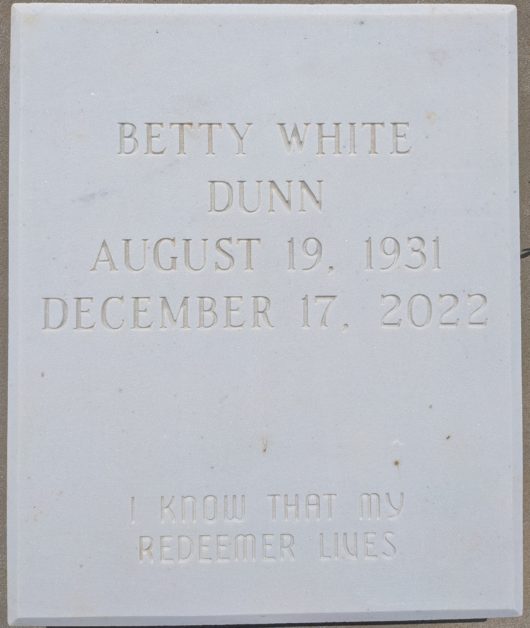 BETTY WHITE
DUNN
AUGUST 19, 1931
DECEMBER 17, 2022
I KNOW THAT MY
REDEEMER LIVES